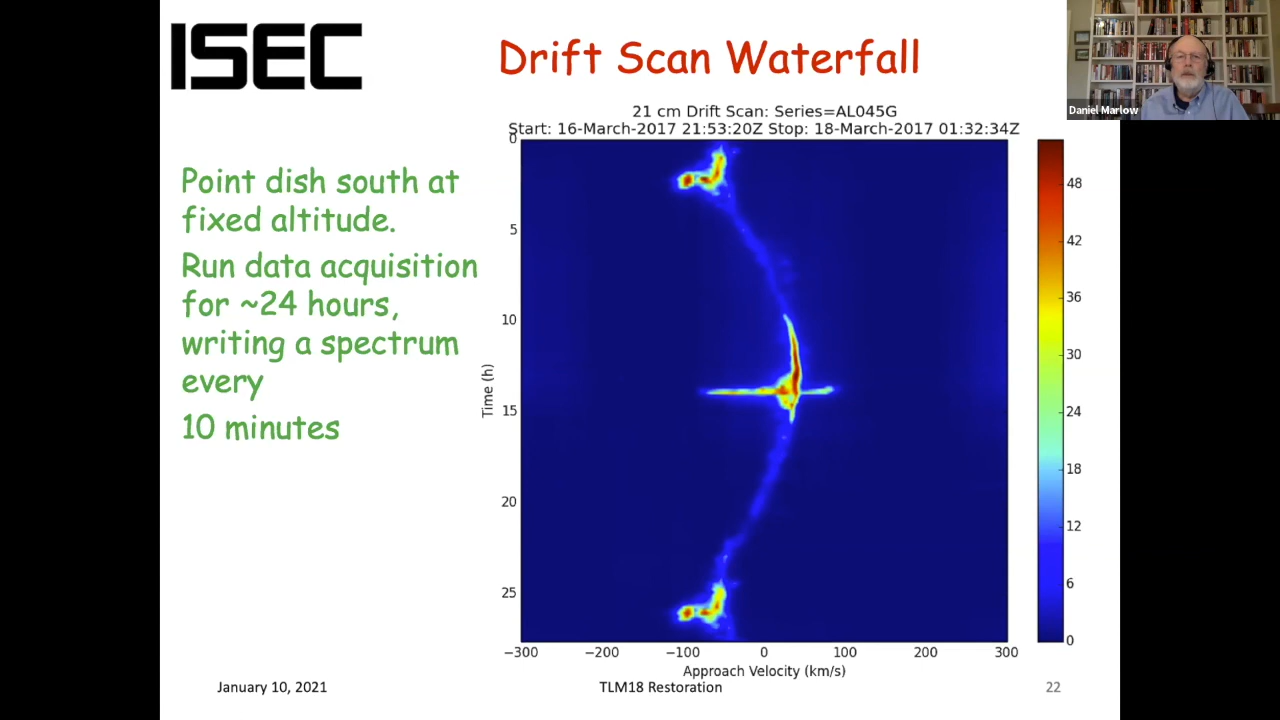 ISEC
Drift Scan Waterfall
Daniel Marlow
21 cm Drift Scan: Series=AL045G
Start: 16-March-2017 21:53:20Z Stop: 18-March-2017 01:32:34Z
Point dish south at
fixed altitude.
Run data acquisition
for ~24 hours,
writing a spectrum
every
10 minutes
Time (h)
0
5
10
15
20
25
−300 −200 −100 0 100 200 300
Approach Velocity (km/s)
48
42
36
30
24
18
12
6
0
January 10, 2021
TLM18 Restoration
22